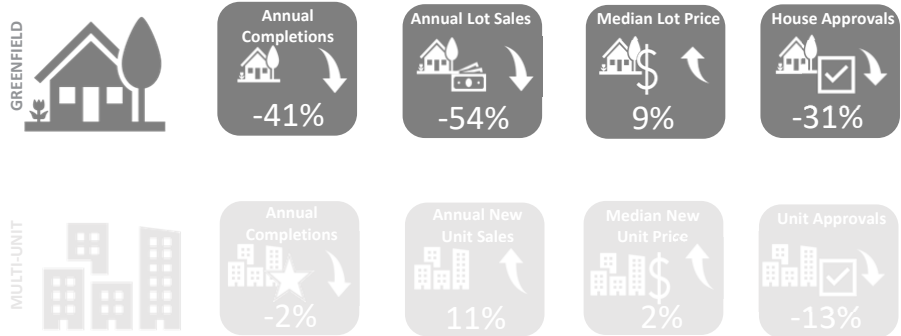 GREENFIELD
Annual
Completions
-41%
Annual Lot Sales
-54%
Median Lot Price
$
9%
House Approvals
-31%
MULTI-UNIT
Annual
Completions
-2%
Annual New
Unit Sales
11%
Median New
Unit Price
$
2%
Unit Approvals
-13%